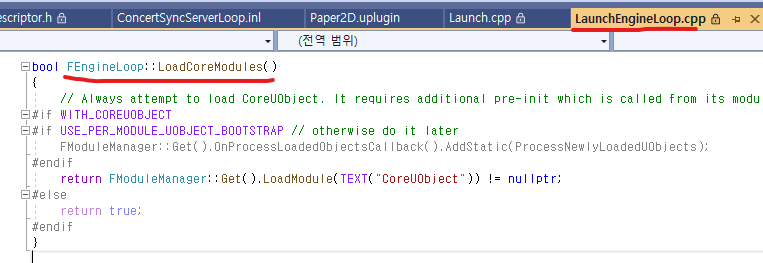 escriptor.h ConcertSyncServerLoop.inl Paper2D.uplugin Launch.cpp LaunchEngineLoop.cpp
(전역 범위)
bool FEngineLoop::LoadCoreModules()
{
// Always attempt to load CoreUObject. It requires additional pre-init which is called from its modu
#if WITH_COREUOBJECT
#if USE_PER_MODULE_UOBJECT_BOOTSTRAP // otherwise do it later
FModuleManager::Get().OnProcessLoadedObjectsCallback().AddStatic(ProcessNewlyLoadedUObjects);
#endif
return FModuleManager::Get().LoadModule(TEXT("CoreUObject")) != nullptr;
#else
return true;
#endif
}